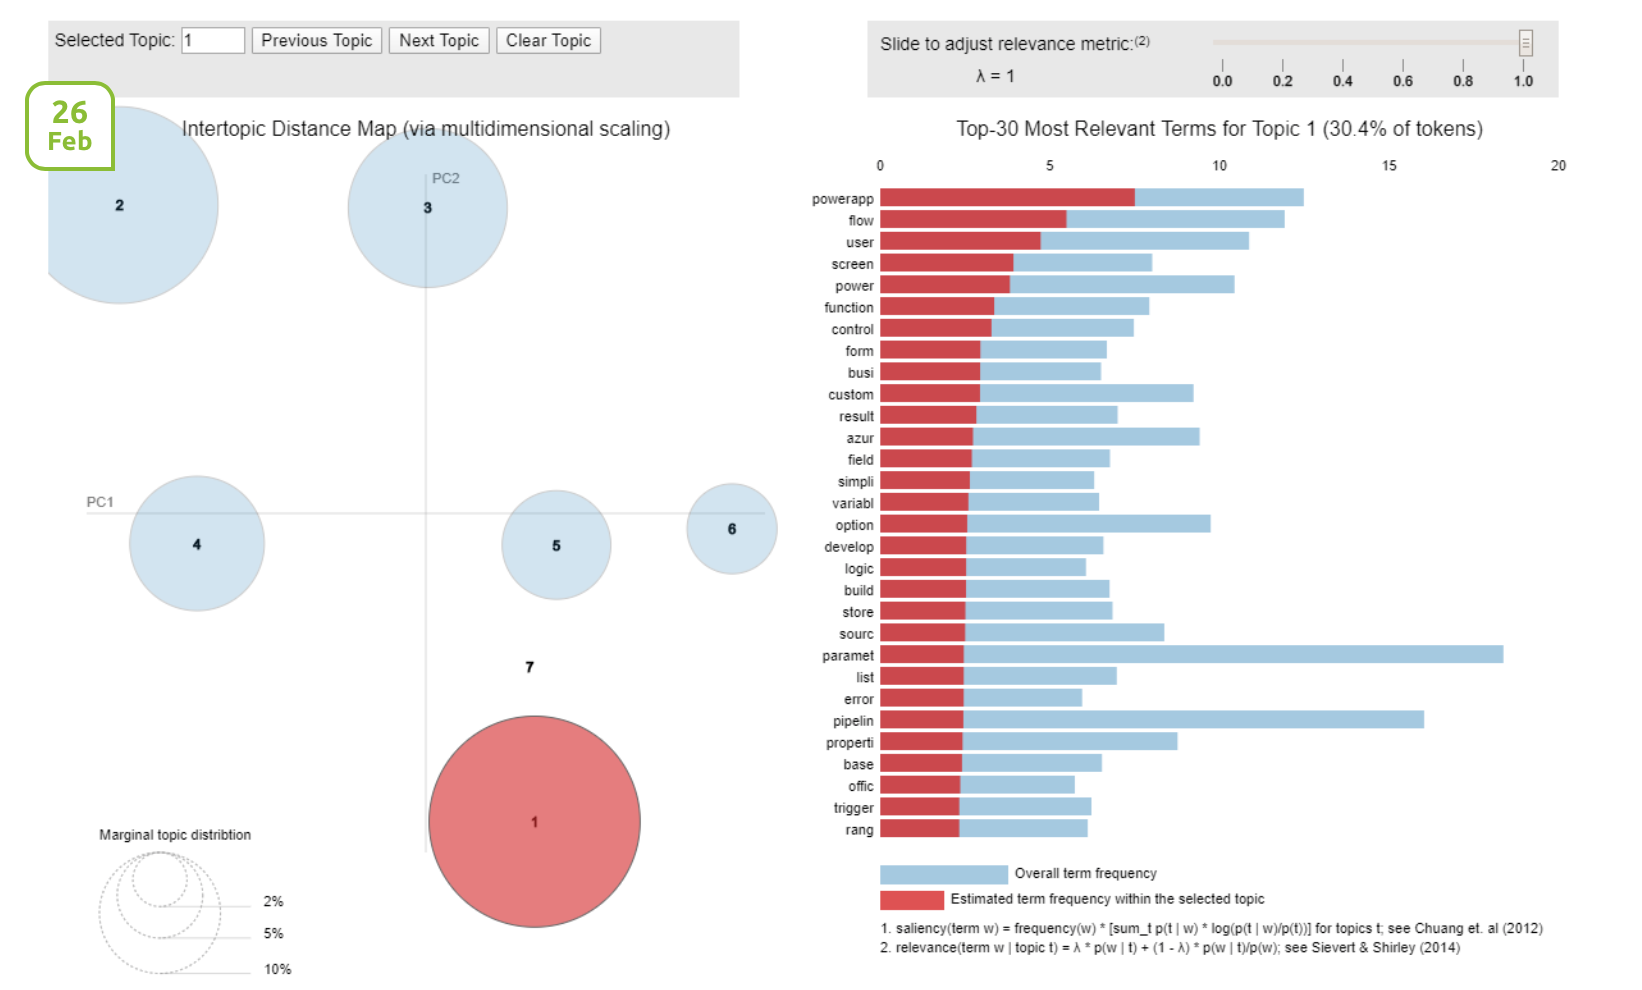 Selected Topic: 1 Previous Topic Next Topic Clear Topic
26
Feb
Intertopic Distance Map (via multidimensional scaling)
PC2
2
3
PC1
4
5
6
7
1
Marginal topic distribtion
2%
5%
10%
Slide to adjust relevance metric:(2)
λ = 1
0.0 0.2 0.4 0.6 0.8 1.0
Top-30 Most Relevant Terms for Topic 1 (30.4% of tokens)
0 5 10 15 20
powerapp
flow
user
screen
power
function
control
form
busi
custom
result
azur
field
simpli
variabl
option
develop
logic
build
store
sourc
paramet
list
error
pipelin
properti
base
offic
trigger
rang
Overall term frequency
Estimated term frequency within the selected topic
1. saliency(term w) = frequency(w) * [sum_t p(t | w) * log(p(t | w)/p(t))] for topics t; see Chuang et. al (2012)
2. relevance(term w | topic t) = λ * p(w | t) + (1 - λ) * p(w | t)/p(w); see Sievert & Shirley (2014)